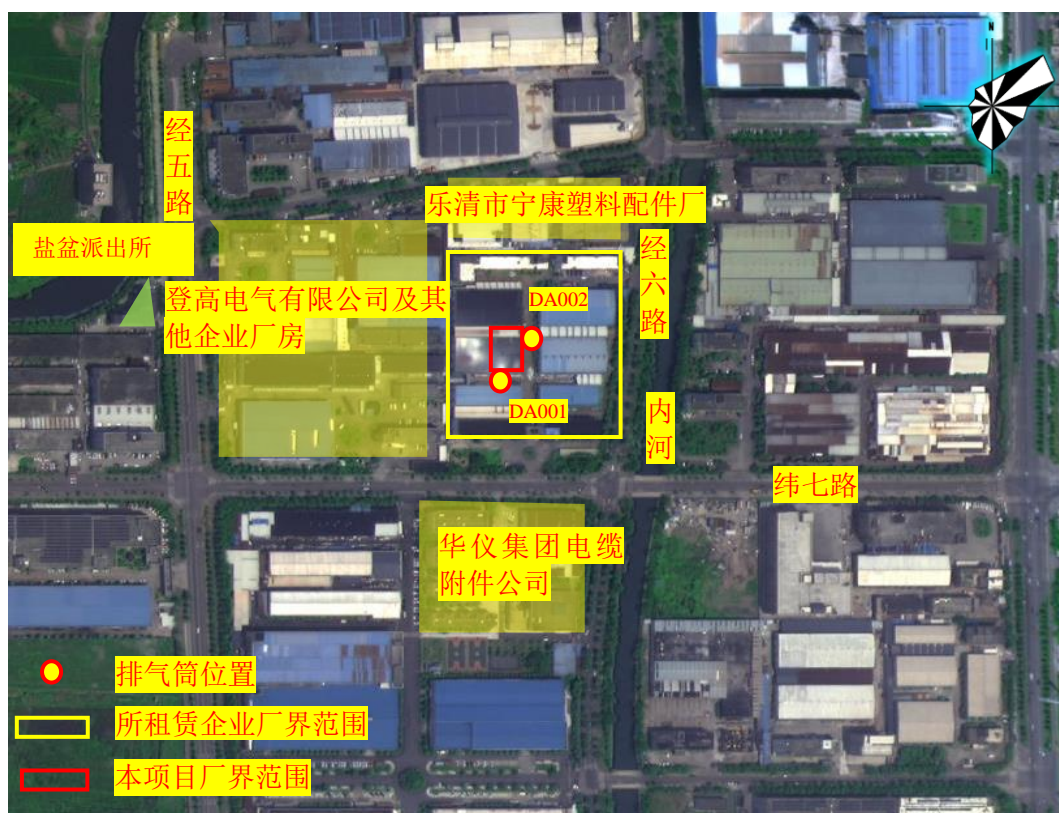 N
经五路
乐清市宁康塑料配件厂
盐盆派出所
经六路
登高电气有限公司及其
他企业厂房
DA002
DA001
内河
纬七路
华仪集团电缆
附件公司
排气筒位置
所租赁企业厂界范围
本项目厂界范围